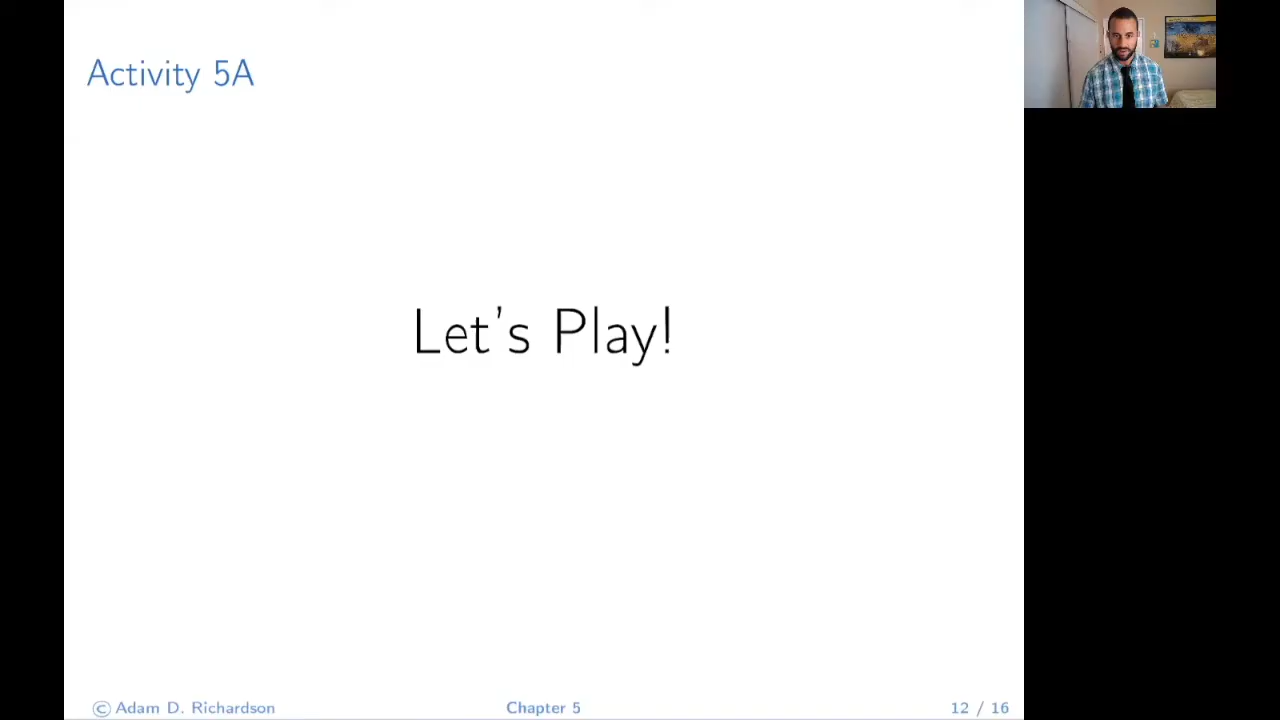 Activity 5A
Let's Play!
© Adam D. Richardson
Chapter 5
12 / 16